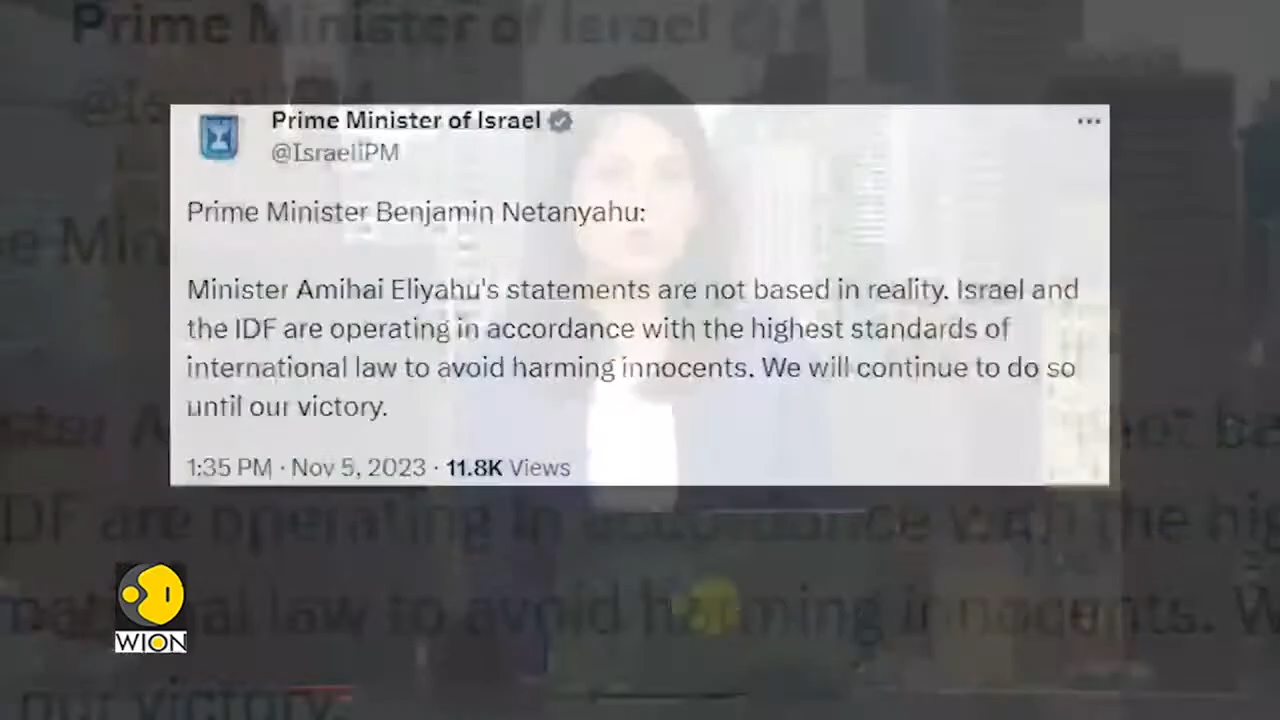 Prime Minister of Israel
@IsraeliPM
Prime Minister Benjamin Netanyahu:
Minister Amihai Eliyahu's statements are not based in reality. Israel and
the IDF are operating in accordance with the highest standards of
international law to avoid harming innocents. We will continue to do so
until our victory.
1:35 PM · Nov 5, 2023 · 11.8K Views
WION